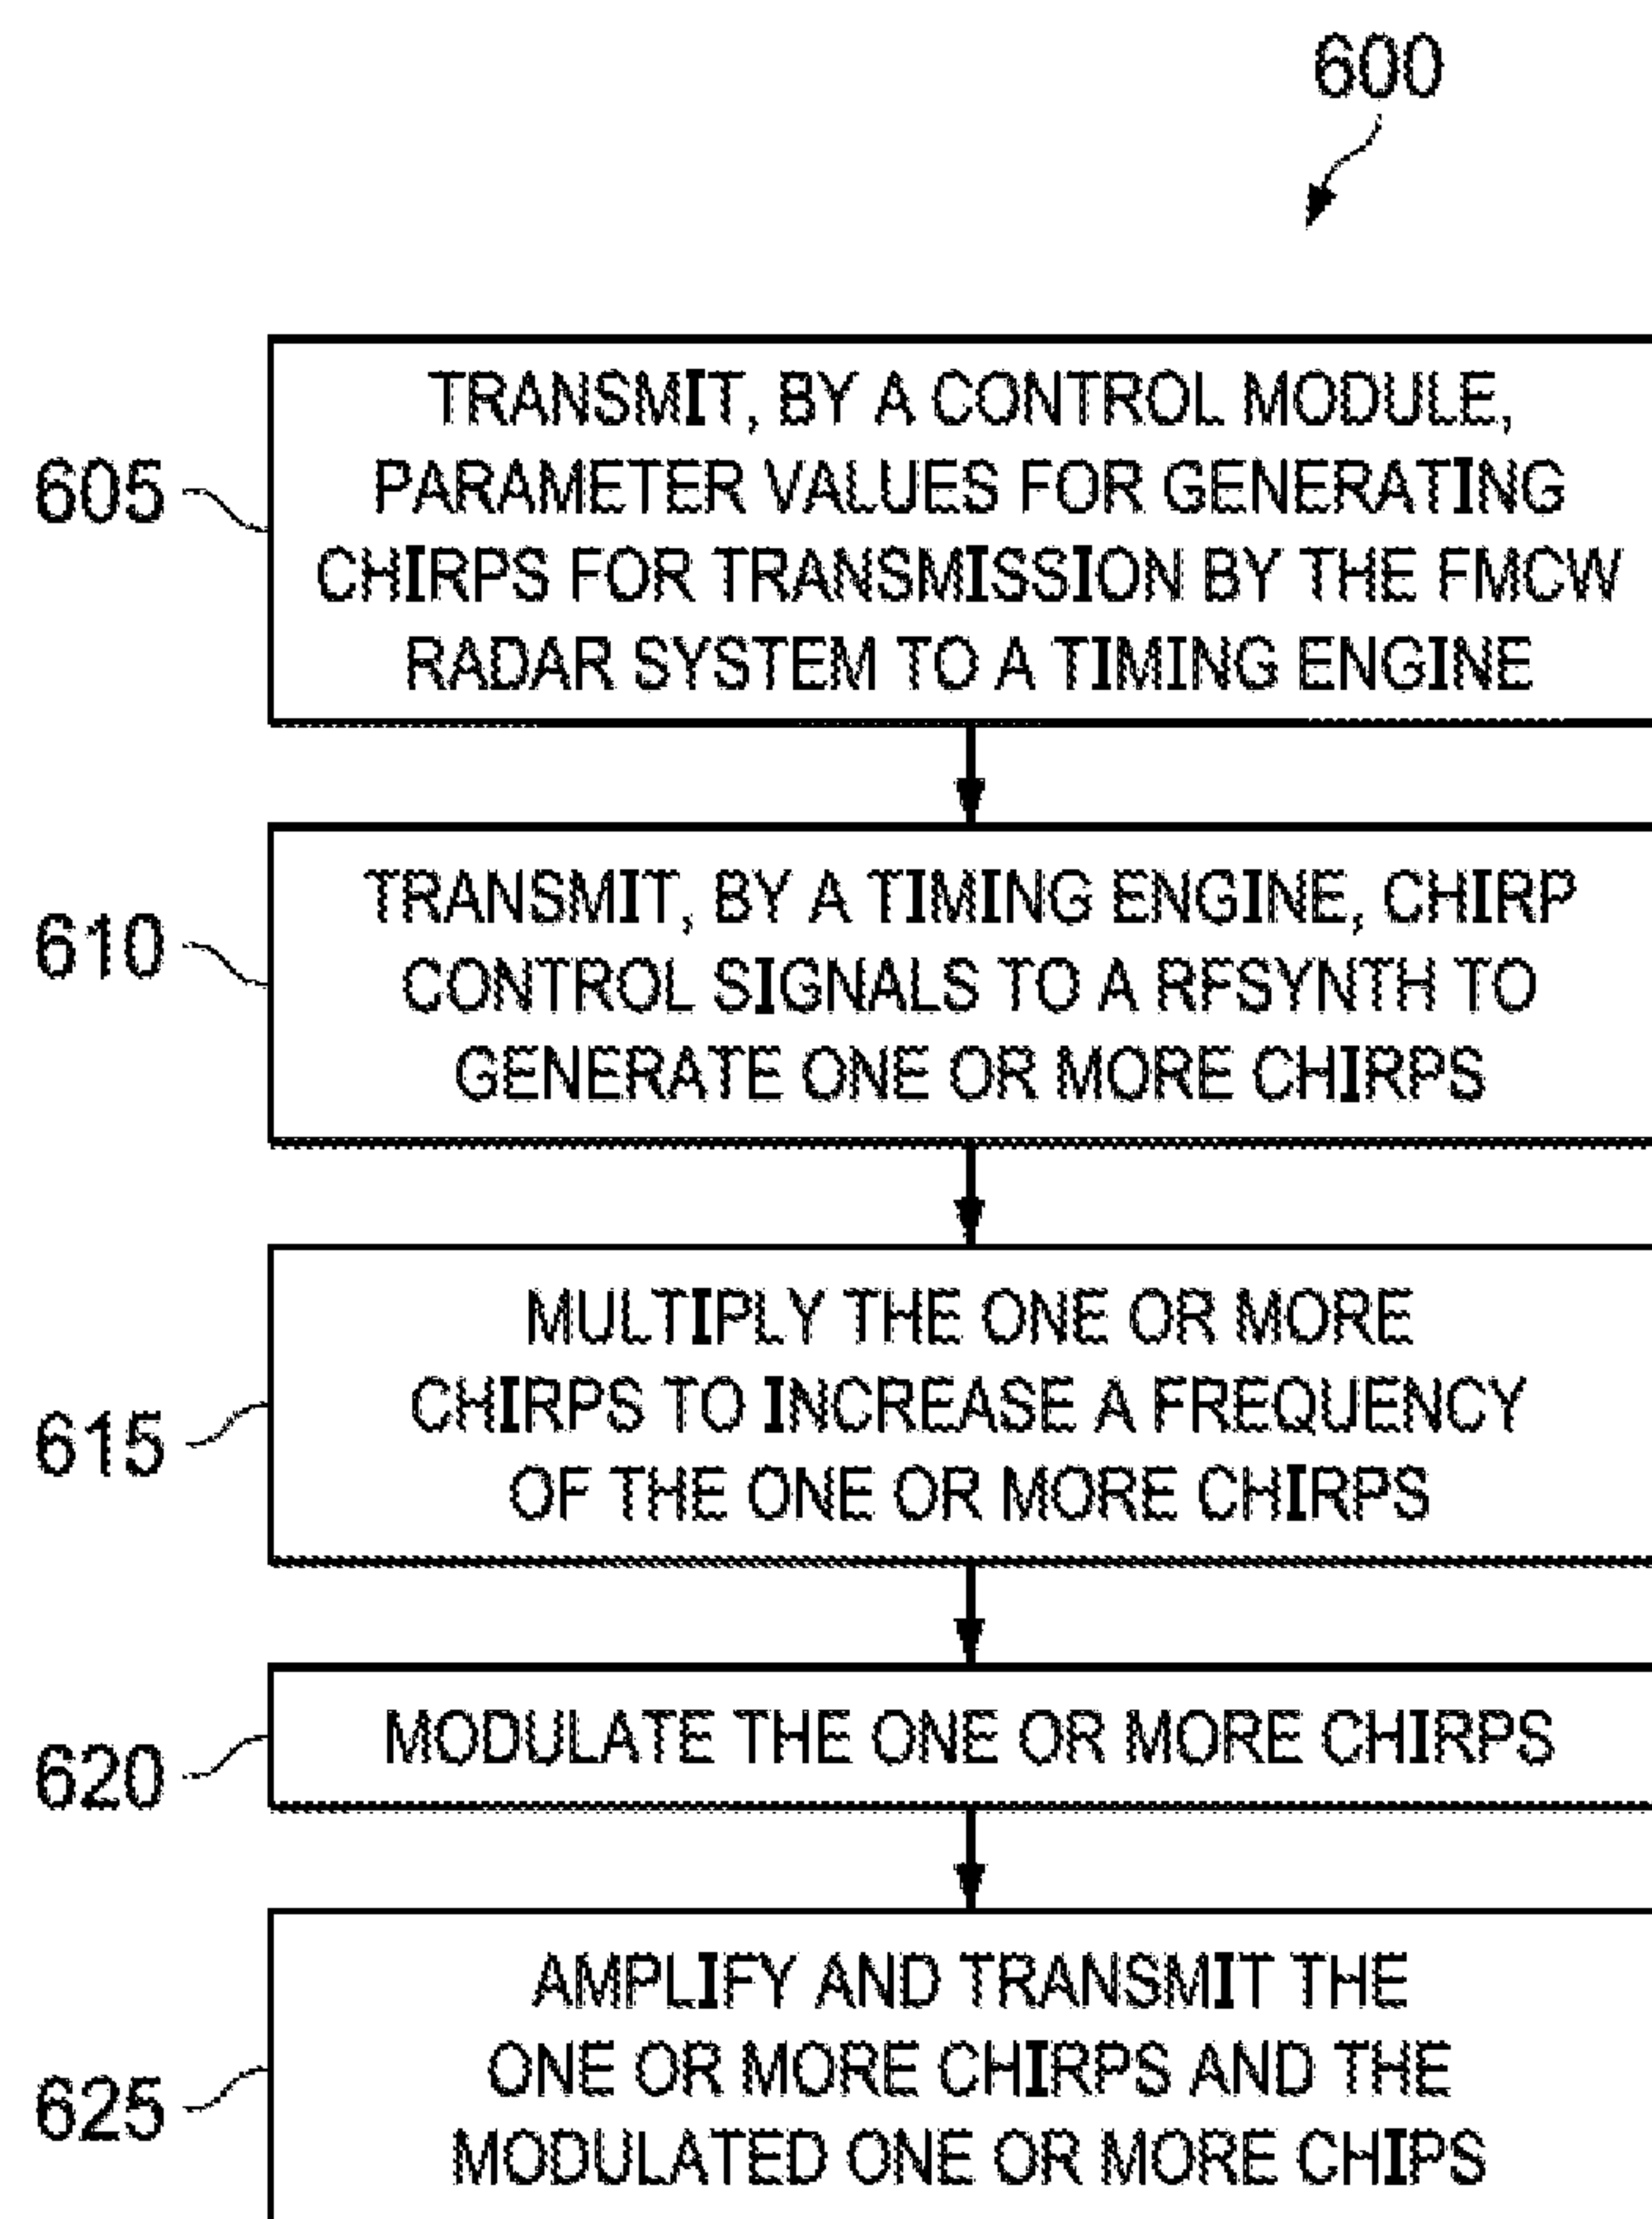 600
605
TRANSMIT, BY A CONTROL MODULE,
PARAMETER VALUES FOR GENERATING
CHIRPS FOR TRANSMISSION BY THE FMCW
RADAR SYSTEM TO A TIMING ENGINE
610
TRANSMIT, BY A TIMING ENGINE, CHIRP
CONTROL SIGNALS TO A RFSYNTH TO
GENERATE ONE OR MORE CHIRPS
615
MULTIPLY THE ONE OR MORE
CHIRPS TO INCREASE A FREQUENCY
OF THE ONE OR MORE CHIRPS
620
MODULATE THE ONE OR MORE CHIRPS
625
AMPLIFY AND TRANSMIT THE
ONE OR MORE CHIRPS AND THE
MODULATED ONE OR MORE CHIPS